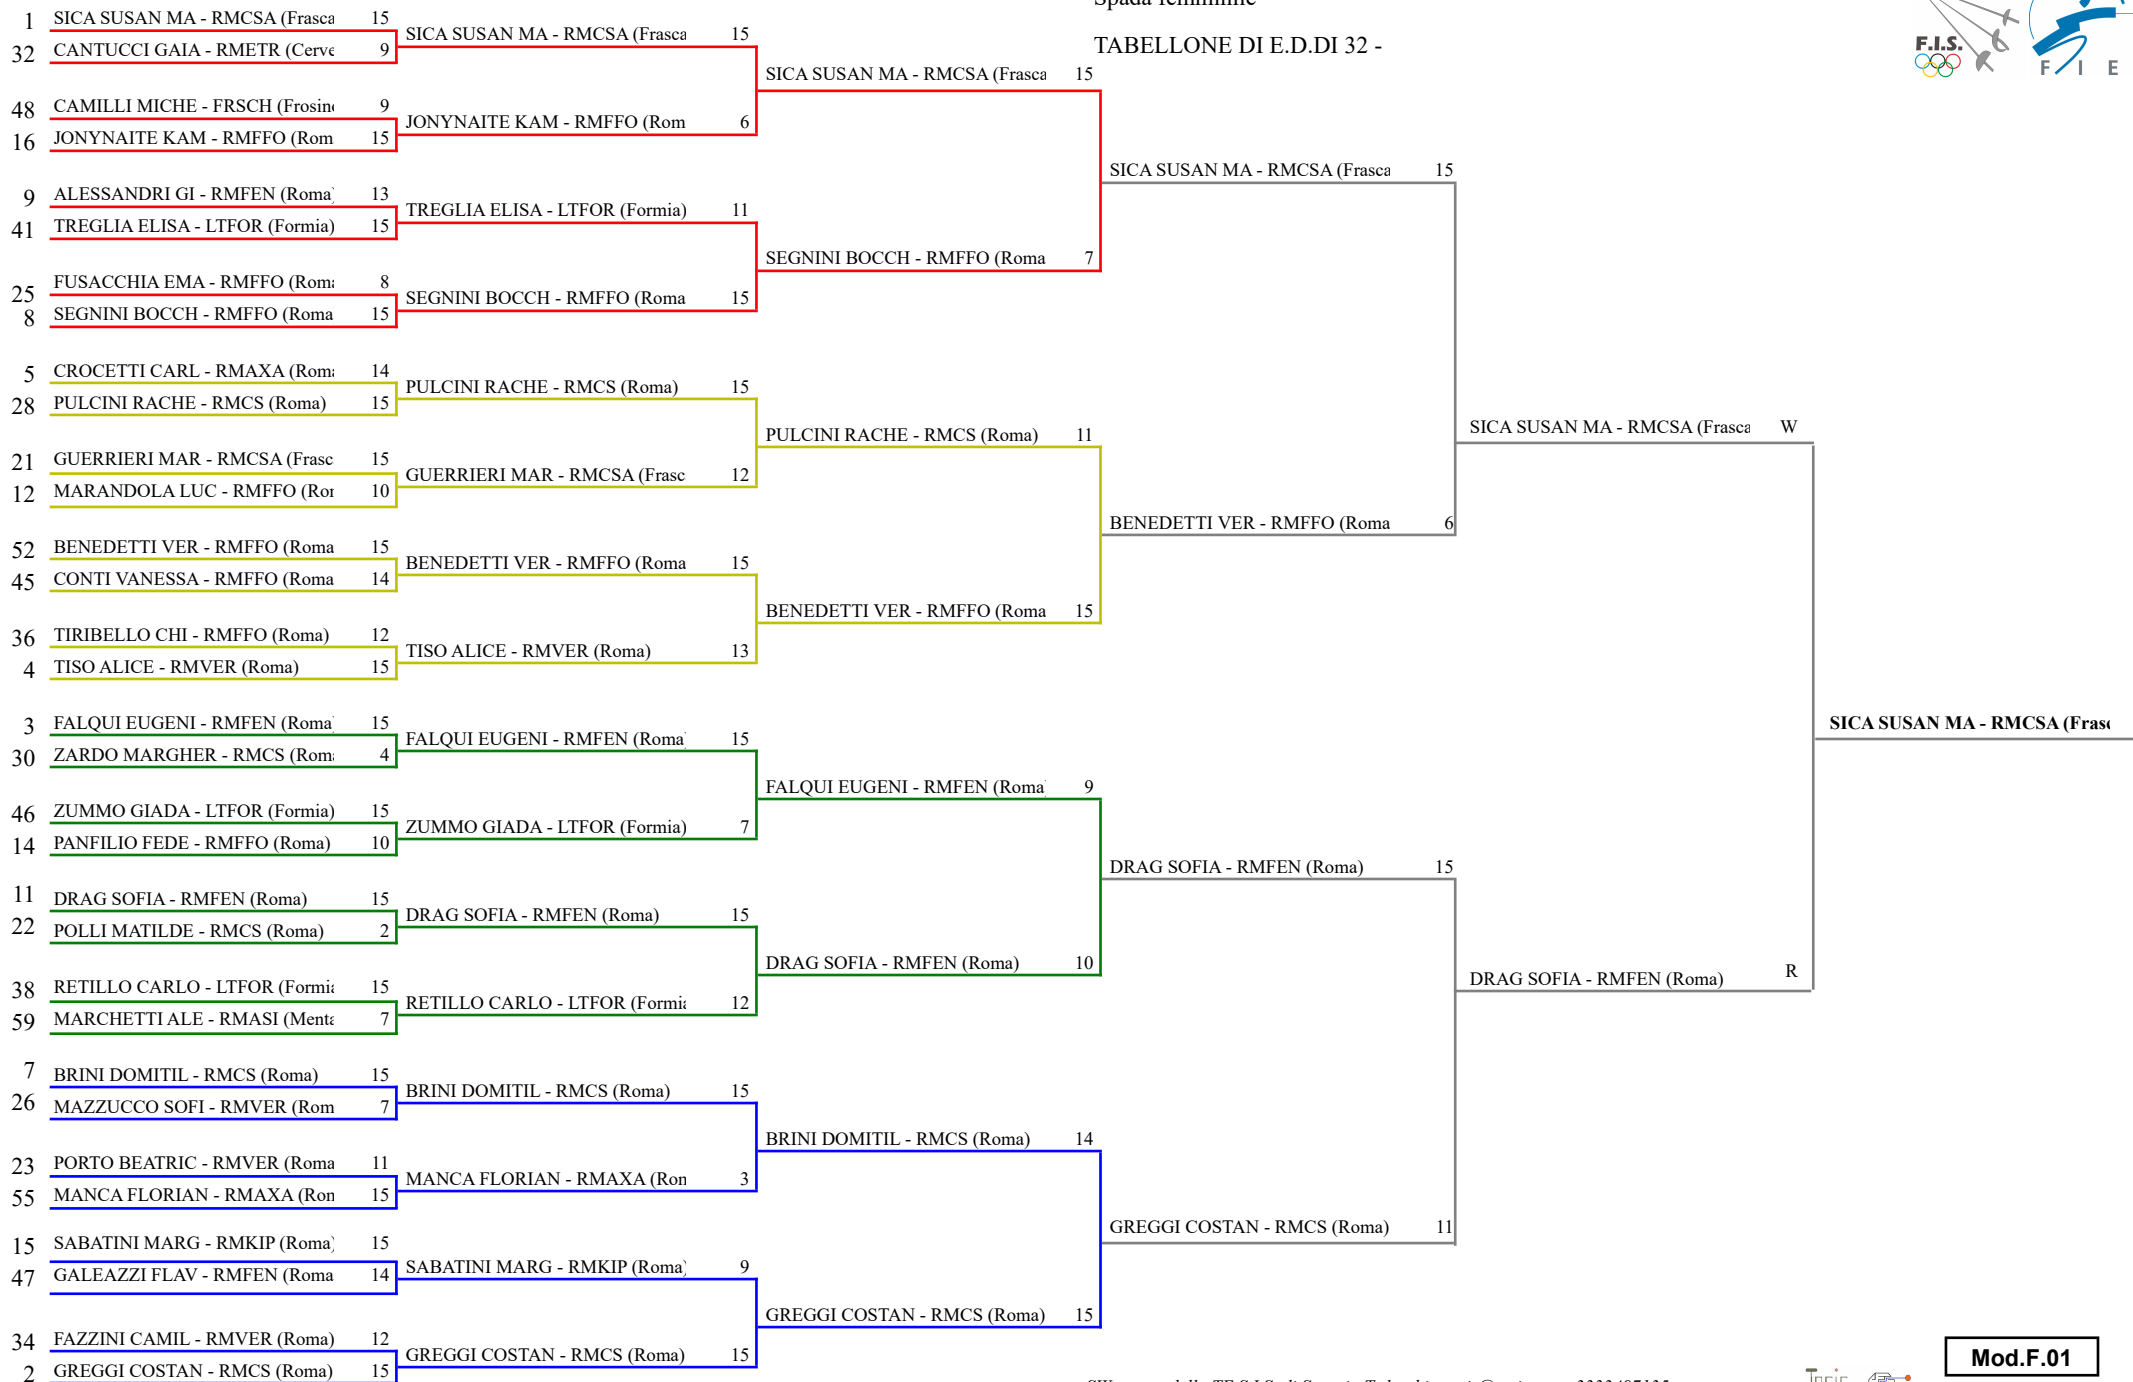 Spada femminile
TABELLONE DI E.D.DI 32 -
F.I.S.
F I E
1 SICA SUSAN MA - RMCSA (Frasca 15
32 CANTUCCI GAIA - RMETR (Cerve 9
48 CAMILLI MICHE - FRSCH (Frosin 9
16 JONYNAITE KAM - RMFFO (Rom 15
9 ALESSANDRI GI - RMFEN (Roma) 13
41 TREGLIA ELISA - LTFOR (Formia) 15
25 FUSACCHIA EMA - RMFFO (Roma 8
8 SEGNINI BOCCH - RMFFO (Roma 15
5 CROCETTI CARL - RMAXA (Roma 14
28 PULCINI RACHE - RMCS (Roma) 15
21 GUERRIERI MAR - RMCSA (Frasc 15
12 MARANDOLA LUC - RMFFO (Ror 10
52 BENEDETTI VER - RMFFO (Roma 15
45 CONTI VANESSA - RMFFO (Roma 14
36 TIRIBELLO CHI - RMFFO (Roma) 12
4 TISO ALICE - RMVER (Roma) 15
3 FALQUI EUGENI - RMFEN (Roma) 15
30 ZARDO MARGHER - RMCS (Roma 4
46 ZUMMO GIADA - LTFOR (Formia) 15
14 PANFILIO FEDE - RMFFO (Roma) 10
11 DRAG SOFIA - RMFEN (Roma) 15
22 POLLI MATILDE - RMCS (Roma) 2
38 RETILLO CARLO - LTFOR (Formia 15
59 MARCHETTI ALE - RMASI (Menta 7
7 BRINI DOMITIL - RMCS (Roma) 15
26 MAZZUCCO SOFI - RMVER (Rom 7
23 PORTO BEATRIC - RMVER (Roma 11
55 MANCA FLORIAN - RMAXA (Ron 15
15 SABATINI MARG - RMKIP (Roma) 15
47 GALEAZZI FLAV - RMFEN (Roma 14
34 FAZZINI CAMIL - RMVER (Roma) 12
2 GREGGI COSTAN - RMCS (Roma) 15
SICA SUSAN MA - RMCSA (Frasca 15
JONYNAITE KAM - RMFFO (Rom 6
TREGLIA ELISA - LTFOR (Formia) 11
SEGNINI BOCCH - RMFFO (Roma 15
PULCINI RACHE - RMCS (Roma) 15
GUERRIERI MAR - RMCSA (Frasc 12
BENEDETTI VER - RMFFO (Roma 15
TISO ALICE - RMVER (Roma) 13
FALQUI EUGENI - RMFEN (Roma) 15
ZUMMO GIADA - LTFOR (Formia) 7
DRAG SOFIA - RMFEN (Roma) 15
RETILLO CARLO - LTFOR (Formia 12
BRINI DOMITIL - RMCS (Roma) 15
MANCA FLORIAN - RMAXA (Ron 3
SABATINI MARG - RMKIP (Roma) 9
GREGGI COSTAN - RMCS (Roma) 15
SICA SUSAN MA - RMCSA (Frasca 15
SEGNINI BOCCH - RMFFO (Roma 7
PULCINI RACHE - RMCS (Roma) 11
BENEDETTI VER - RMFFO (Roma 15
FALQUI EUGENI - RMFEN (Roma) 9
DRAG SOFIA - RMFEN (Roma) 10
BRINI DOMITIL - RMCS (Roma) 14
GREGGI COSTAN - RMCS (Roma) 15
SICA SUSAN MA - RMCSA (Frasca 15
BENEDETTI VER - RMFFO (Roma 6
DRAG SOFIA - RMFEN (Roma) 15
GREGGI COSTAN - RMCS (Roma) 11
SICA SUSAN MA - RMCSA (Frasca W
DRAG SOFIA - RMFEN (Roma) R
SICA SUSAN MA - RMCSA (Frasc
Mod.F.01